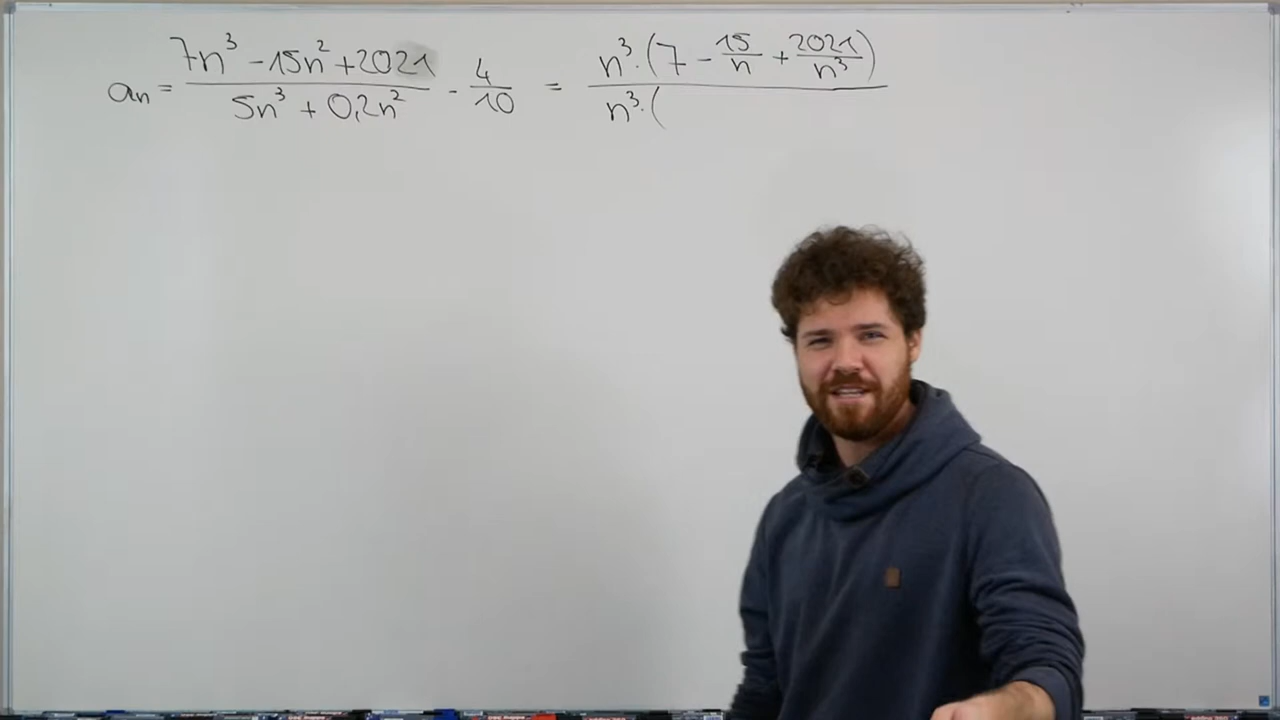 aₙ = (7n³ - 15n² + 2021)/(5n³ + 0,2n²) - 4/10 = (n³·(7 - 15/n + 2021/n³))/(n³·(